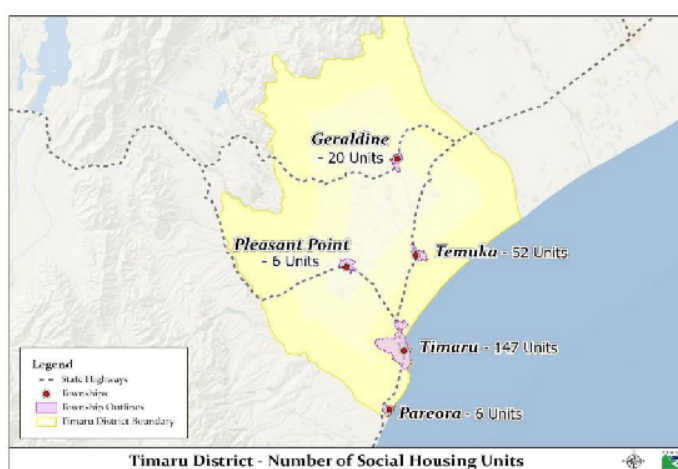 Geraldine
- 20 Units
Pleasant Point
- 6 Units
Temuka - 52 Units
Timaru - 147 Units
Pareora - 6 Units
Legend
State Highways
Townships
Township Outlines
Timaru District Boundary
Timaru District - Number of Social Housing Units